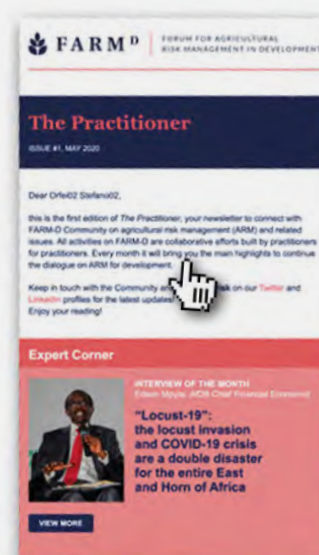 FARMD
FORUM FOR AGRICULTURAL
RISK MANAGEMENT IN DEVELOPMENT
The Practitioner
ISSUE #1, MAY 2020
Dear Orfei02 Stefano02,
this is the first edition of The Practitioner, your newsletter to connect with
FARM-D Community on agricultural risk management (ARM) and related
issues. All activities on FARM-D are collaborative efforts built by practitioners
for practitioners. Every month it will bring you the main highlights to continue
the dialogue on ARM for development.
Keep in touch with the Community an sk on our Twitter and
LinkedIn profiles for the latest updates
Enjoy your reading!
Expert Corner
INTERVIEW OF THE MONTH
Chief Financial Economist
“Locust-19”:
the locust invasion
and COVID-19 crisis
are a double disaster
for the entire East
and Horn of Africa
VIEW MORE